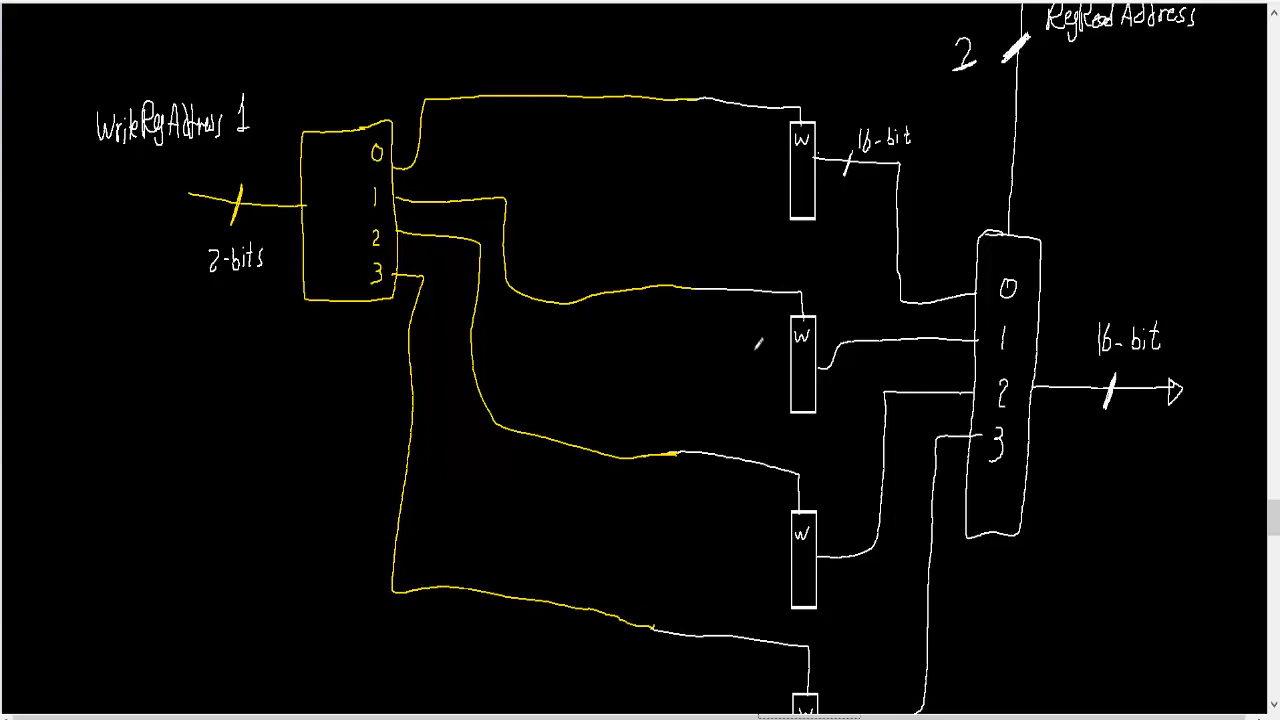 RegRead Address
2
WriteRegAddress 1
0
1
2
3
2-bits
W
16-bit
W
W
W
0
1
2
3
16-bit